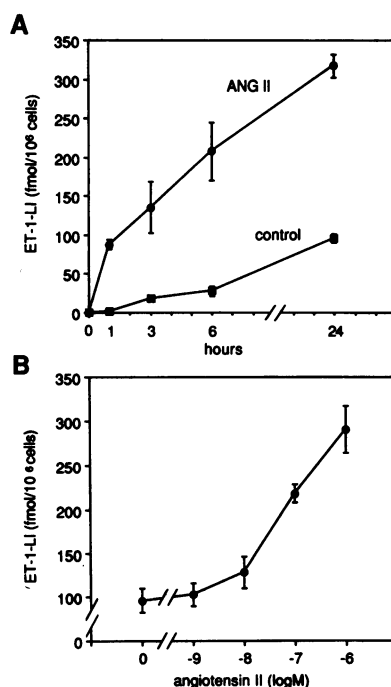 A
350
300
250
200
150
100
50
0
ET-1-LI (fmol/10⁶ cells)
ANG II
control
0 1 3 6 24
hours
B
350
300
250
200
150
100
0
ET-1-LI (fmol/10⁶ cells)
0 -9 -8 -7 -6
angiotensin II (logM)